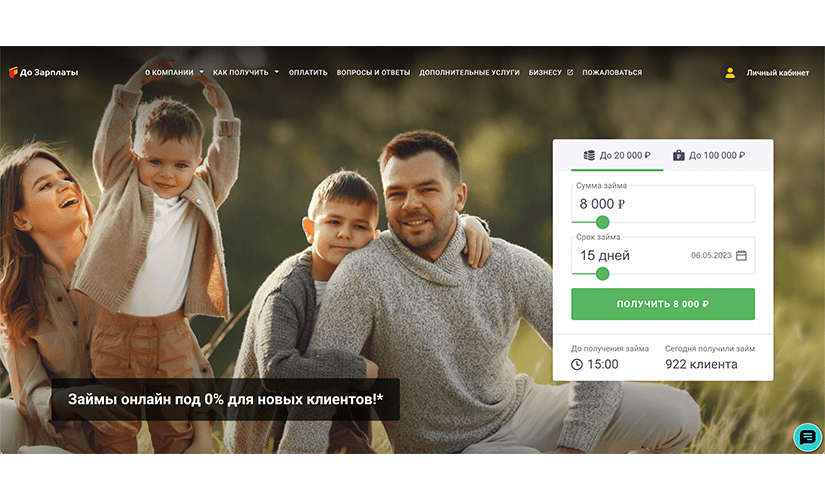 До Зарплаты
О КОМПАНИИ КАК ПОЛУЧИТЬ ОПЛАТИТЬ ВОПРОСЫ И ОТВЕТЫ ДОПОЛНИТЕЛЬНЫЕ УСЛУГИ БИЗНЕСУ ПОЖАЛОВАТЬСЯ
Личный кабинет
До 20 000 ₽ До 100 000 ₽
Сумма займа
8 000 ₽
Срок займа
15 дней 06.05.2023
ПОЛУЧИТЬ 8 000 ₽
До получения займа Сегодня получили займ
15:00 922 клиента
Займы онлайн под 0% для новых клиентов!*